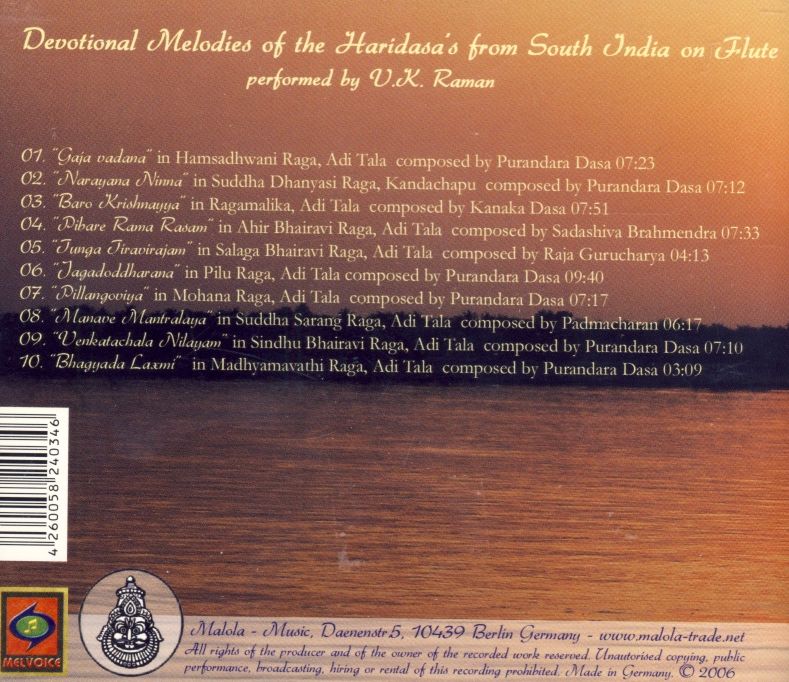 Devotional Melodies of the Haridasa's from South India on Flute
performed by V.K. Raman
01. "Gaja vadana" in Hamsadhwani Raga, Adi Tala composed by Purandara Dasa 07:23
02. "Narayana Ninna" in Suddha Dhanyasi Raga, Kandachapu composed by Purandara Dasa 07:12
03. "Baro Krishnayya" in Ragamalika, Adi Tala composed by Kanaka Dasa 07:51
04. "Pibare Rama Rasam" in Ahir Bhairavi Raga, Adi Tala composed by Sadashiva Brahmendra 07:33
05. "Tunga Tiravirajam" in Salaga Bhairavi Raga, Adi Tala composed by Raja Gurucharya 04:13
06. "Jagadoddharana" in Pilu Raga, Adi Tala composed by Purandara Dasa 09:40
07. "Pillangoviya" in Mohana Raga, Adi Tala composed by Purandara Dasa 07:17
08. "Manave Mantralaya" in Suddha Sarang Raga, Adi Tala composed by Padmacharan 06:17
09. "Venkatachala Nilayam" in Sindhu Bhairavi Raga, Adi Tala composed by Purandara Dasa 07:10
10. "Bhagyada Laxmi" in Madhyamavathi Raga, Adi Tala composed by Purandara Dasa 03:09
4 260058 240346
MELVOICE
Malola - Music, Daenenstr5, 10439 Berlin Germany - www.malola-trade.net
All rights of the producer and of the owner of the recorded work reserved. Unautorised copying, public
performance, broadcasting, hiring or rental of this recording prohibited. Made in Germany. © 2006